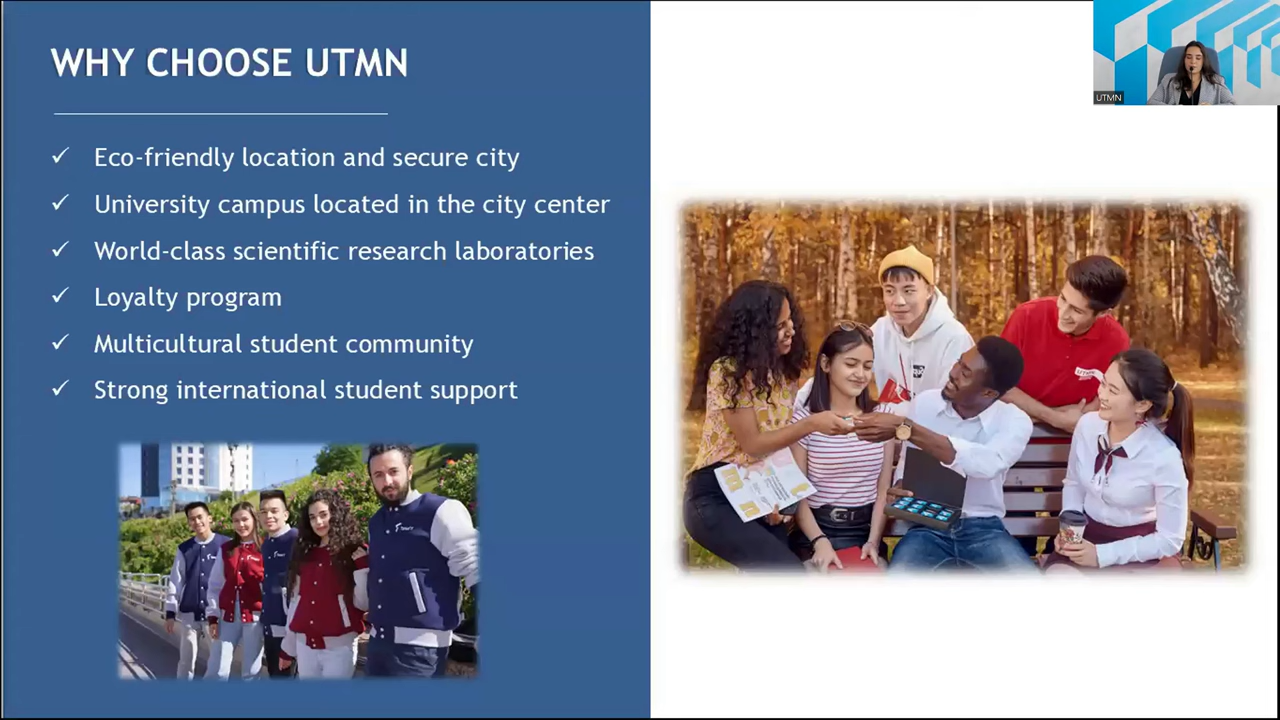 WHY CHOOSE UTMN
✓ Eco-friendly location and secure city
✓ University campus located in the city center
✓ World-class scientific research laboratories
✓ Loyalty program
✓ Multicultural student community
✓ Strong international student support
UTMN
UTMN